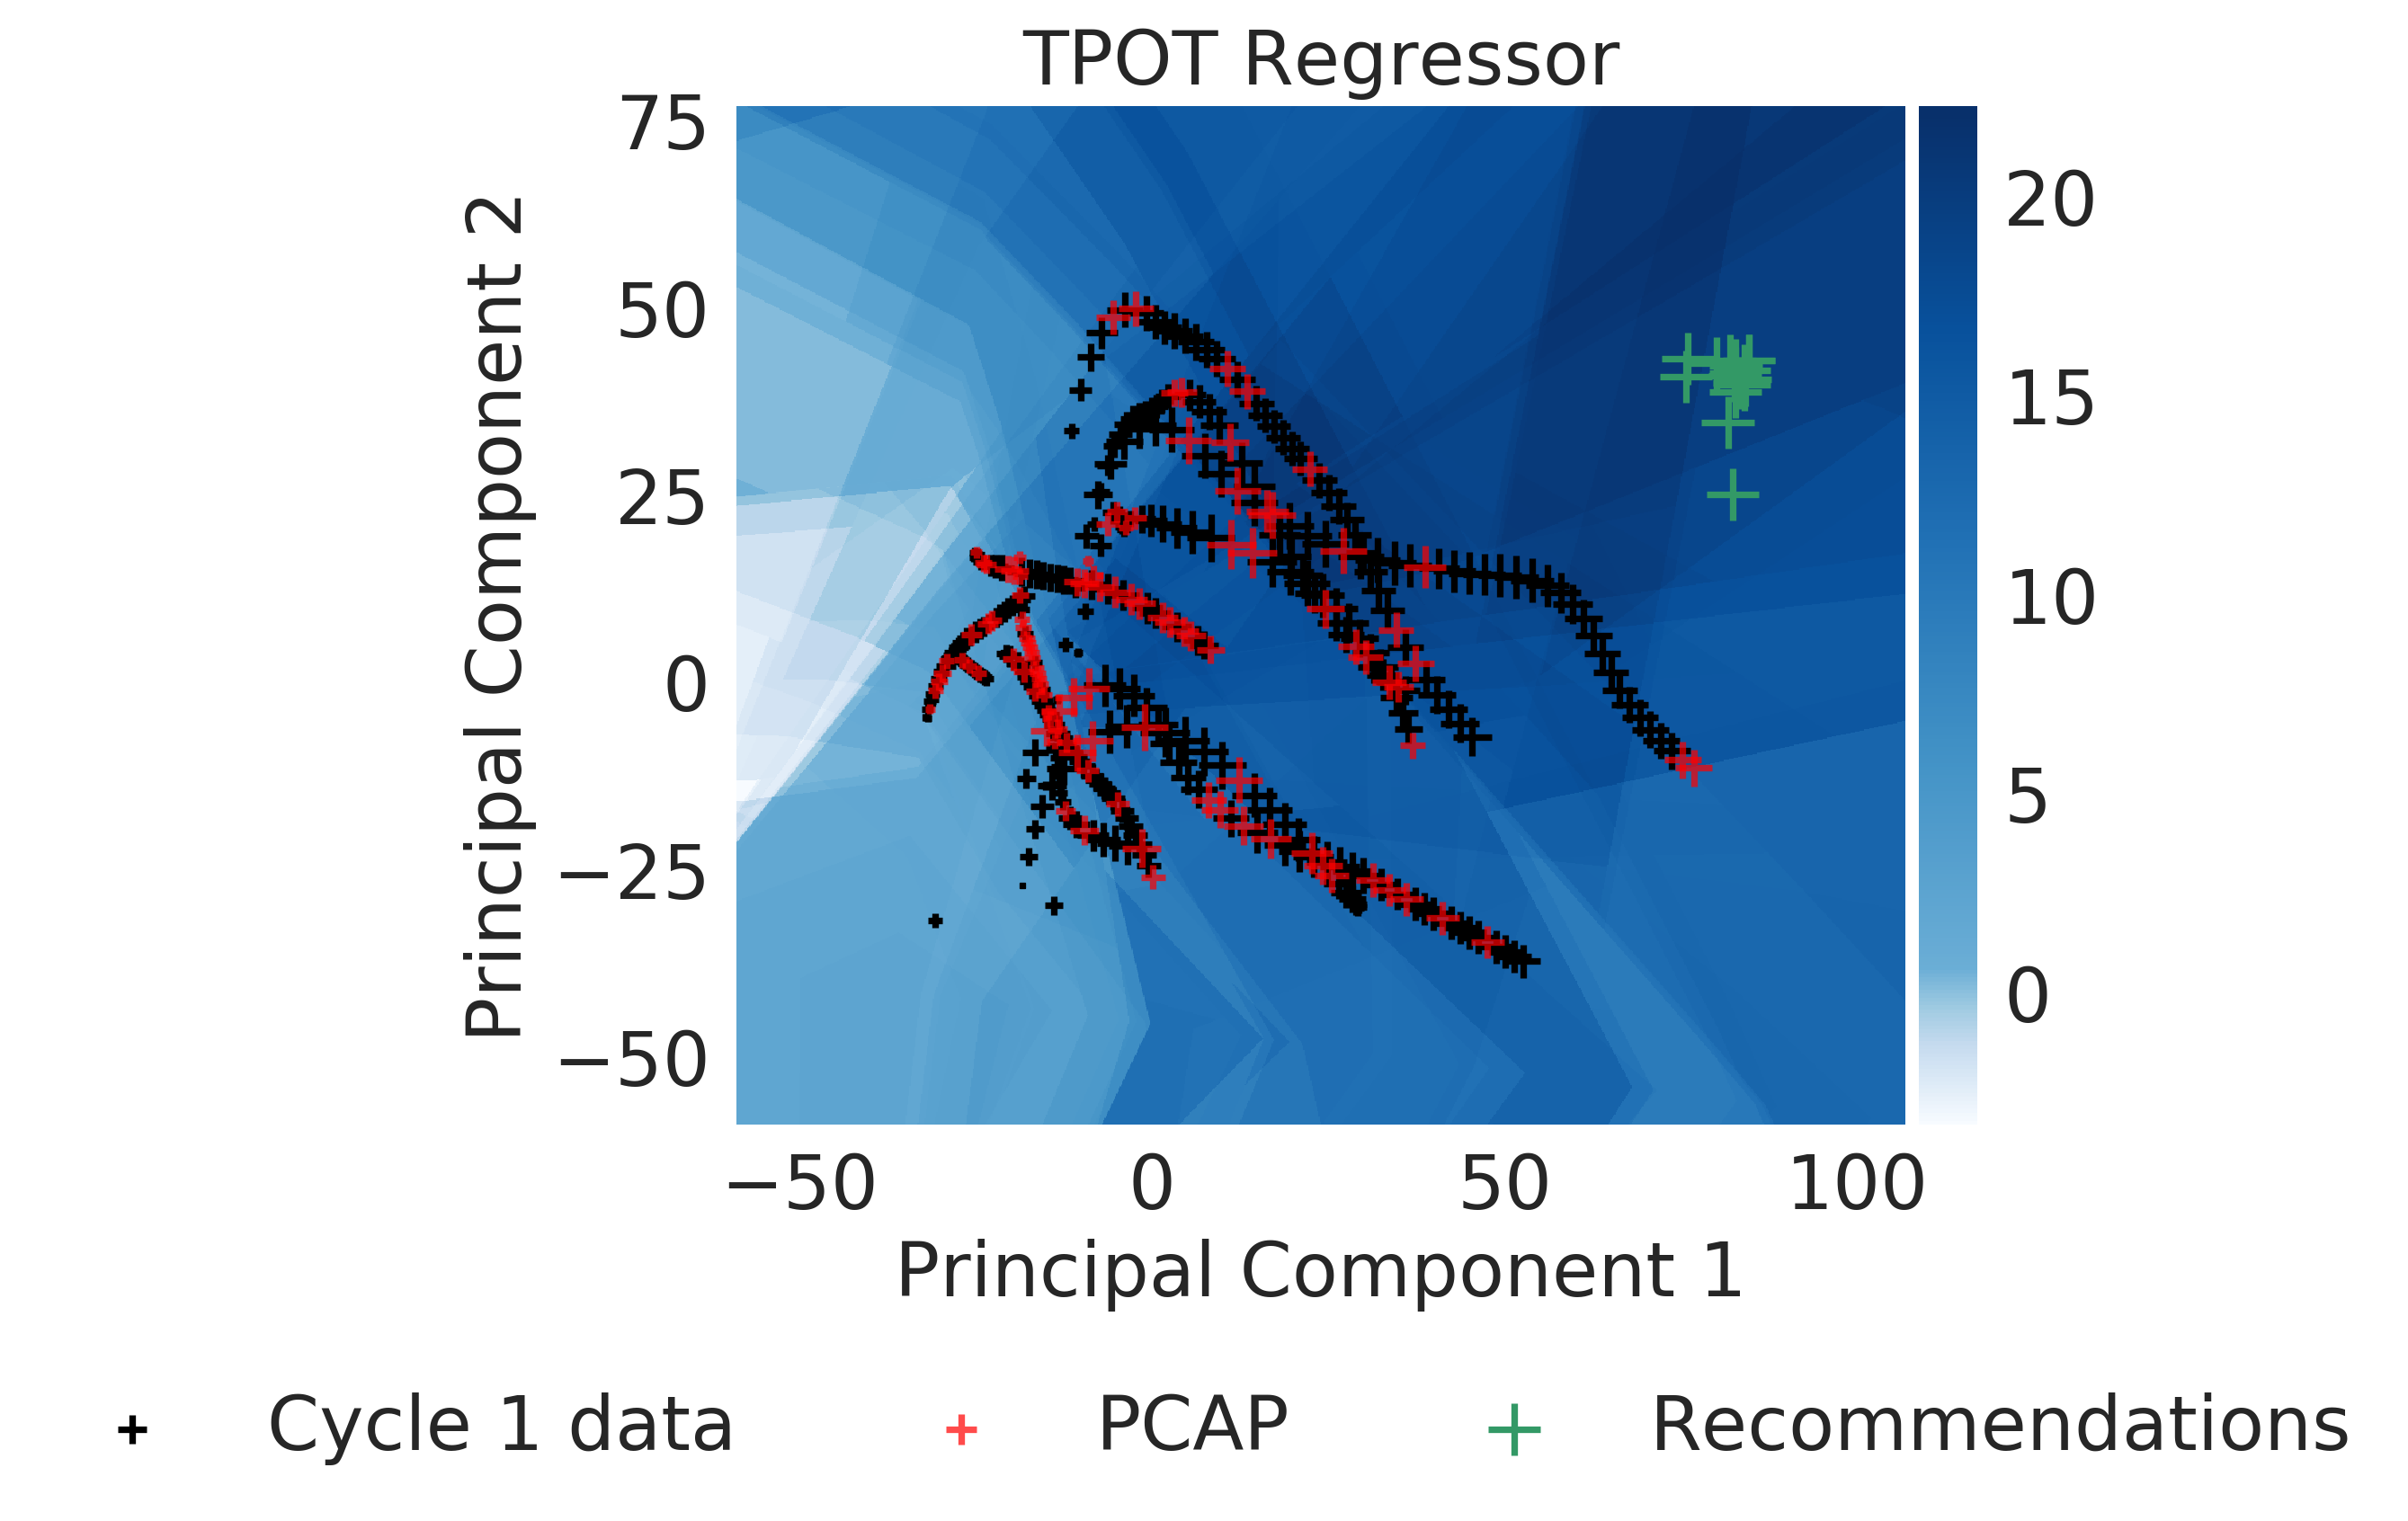 TPOT Regressor
75
50
25
0
−25
−50
Principal Component 2
20
15
10
5
0
−50 0 50 100
Principal Component 1
Cycle 1 data PCAP Recommendations